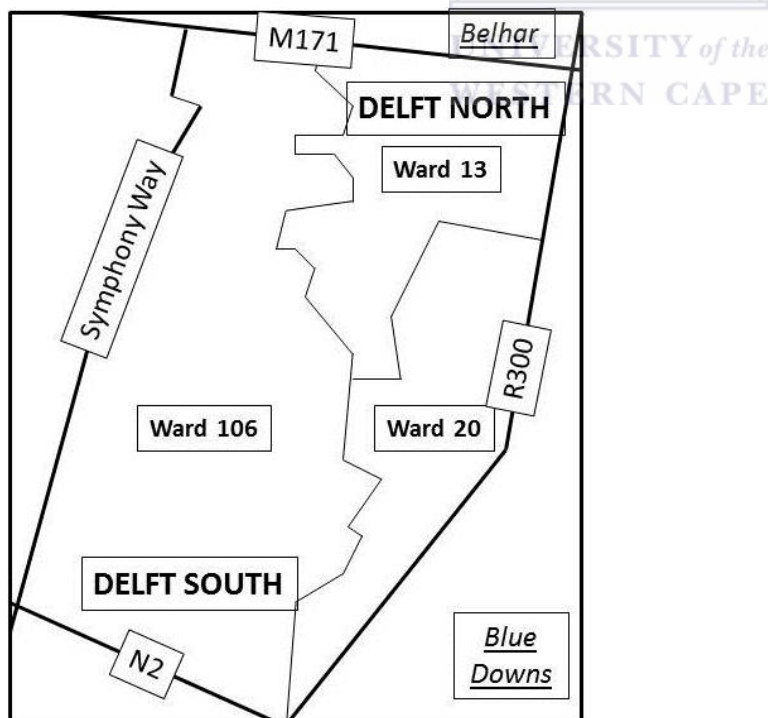 M171
Belhar
UNIVERSITY of the
WESTERN CAPE
DELFT NORTH
Ward 13
Symphony Way
R300
Ward 106
Ward 20
DELFT SOUTH
N2
Blue
Downs